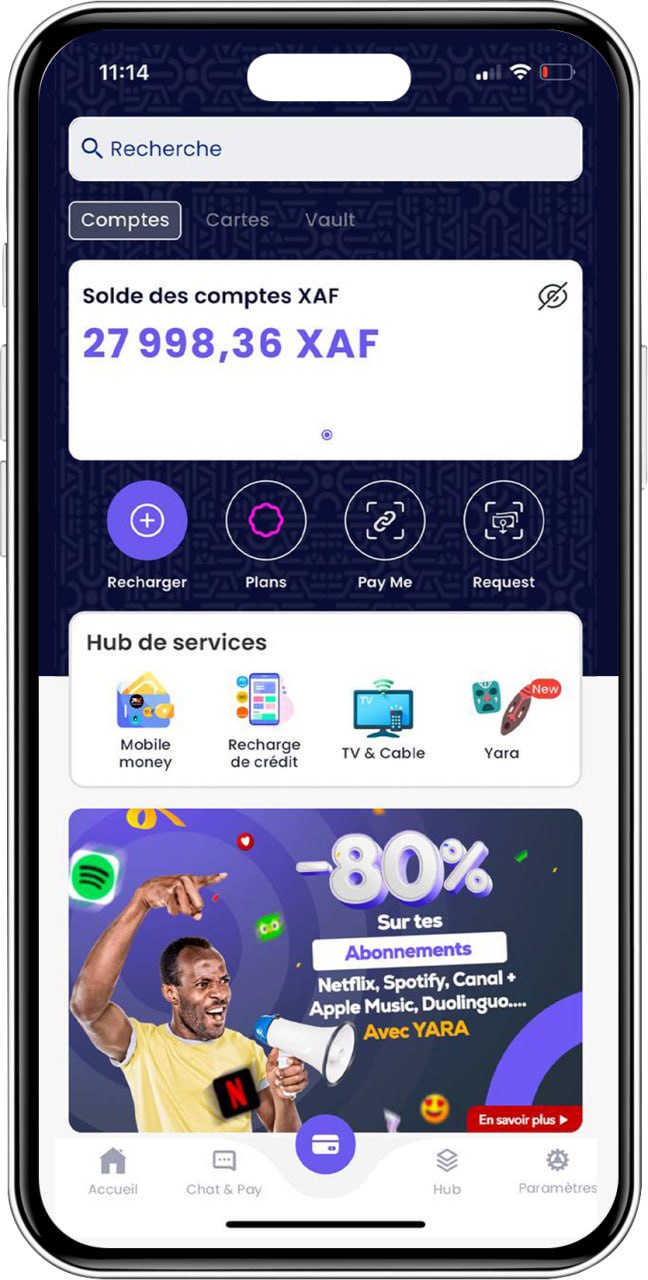 11:14
Recherche
Comptes Cartes Vault
Solde des comptes XAF
27 998,36 XAF
Recharger Plans Pay Me Request
Hub de services
TV
New
Mobile
money
Recharge
de crédit
TV & Cable
Yara
%
-80%
Sur tes
Abonnements
Netflix, Spotify, Canal +
Apple Music, Duolinguo....
Avec YARA
N
En savoir plus
Accueil Chat & Pay Hub Paramètres